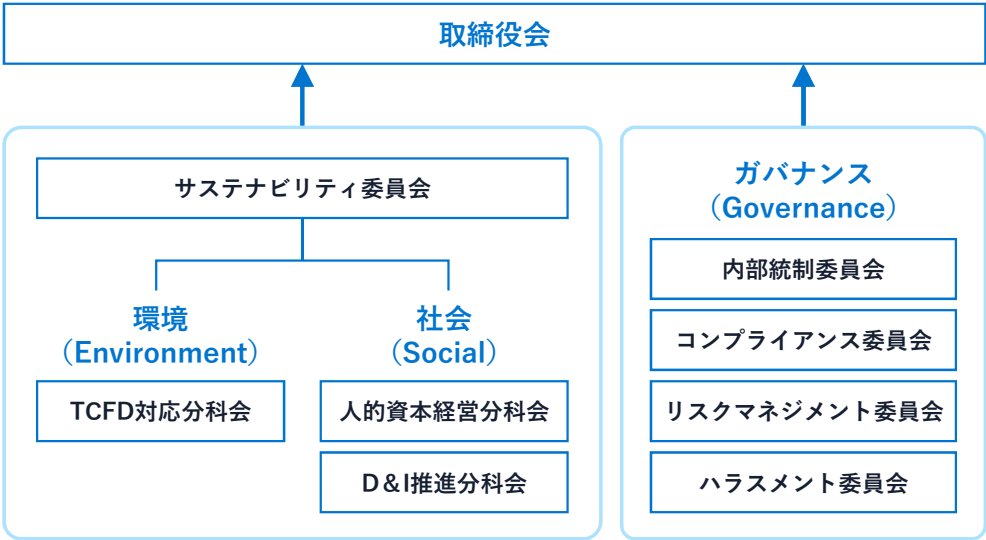 取締役会
サステナビリティ委員会
環境
（Environment）
TCFD対応分科会
社会
（Social）
人的資本経営分科会
D＆I推進分科会
ガバナンス
（Governance）
内部統制委員会
コンプライアンス委員会
リスクマネジメント委員会
ハラスメント委員会